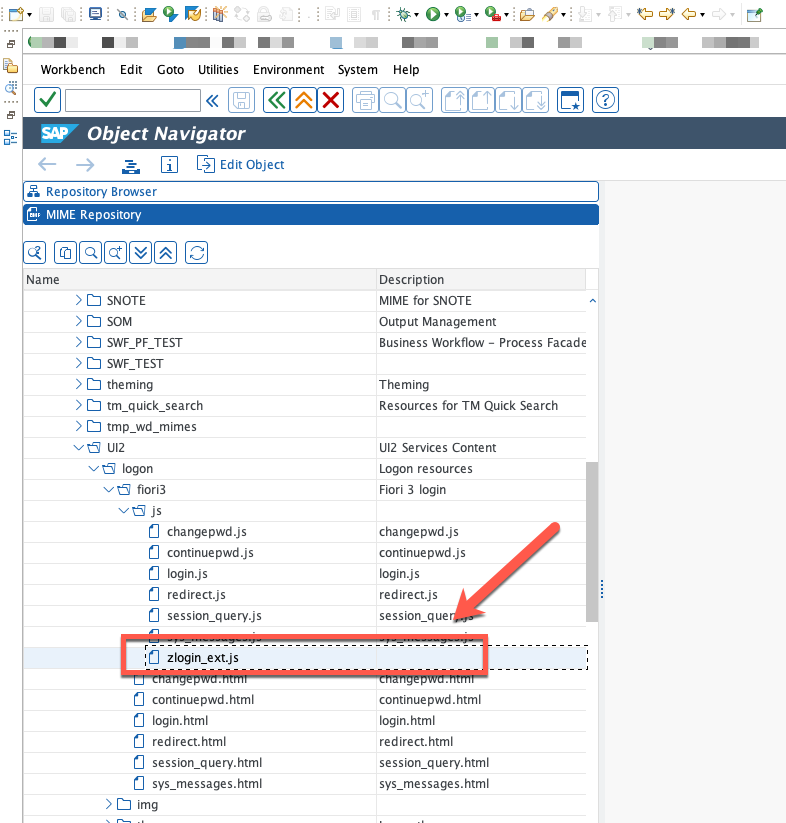 Workbench Edit Goto Utilities Environment System Help
SAP Object Navigator
Edit Object
Repository Browser
MIME Repository
Name Description
SNOTE MIME for SNOTE
SOM Output Management
SWF_PF_TEST Business Workflow – Process Facade
SWF_TEST
theming Theming
tm_quick_search Resources for TM Quick Search
tmp_wd_mimes
UI2 UI2 Services Content
logon Logon resources
fiori3 Fiori 3 login
js
changepwd.js changepwd.js
continuepwd.js continuepwd.js
login.js login.js
redirect.js redirect.js
session_query.js session_query.js
sys_messages.js sys_messages.js
zlogin_ext.js
changepwd.html changepwd.html
continuepwd.html continuepwd.html
login.html login.html
redirect.html redirect.html
session_query.html session_query.html
sys_messages.html sys_messages.html
img